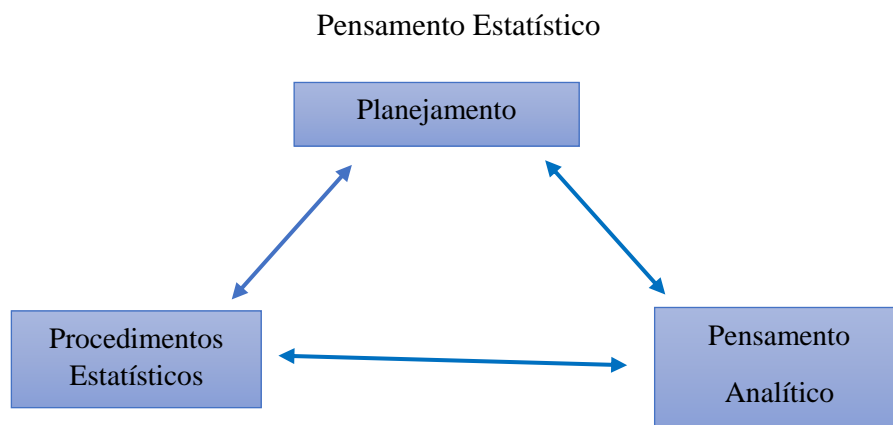 Pensamento Estatístico
Planejamento
Procedimentos
Estatísticos
Pensamento
Analítico